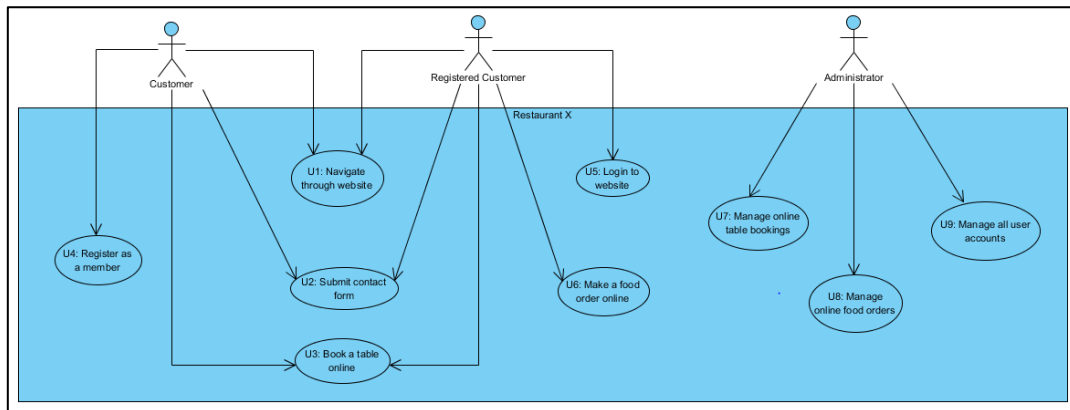 Customer
Registered Customer
Administrator
Restaurant X
U1: Navigate
through website
U5: Login to
website
U7: Manage online
table bookings
U9: Manage all user
accounts
U4: Register as
a member
U2: Submit contact
form
U6: Make a food
order online
U8: Manage
online food orders
U3: Book a table
online